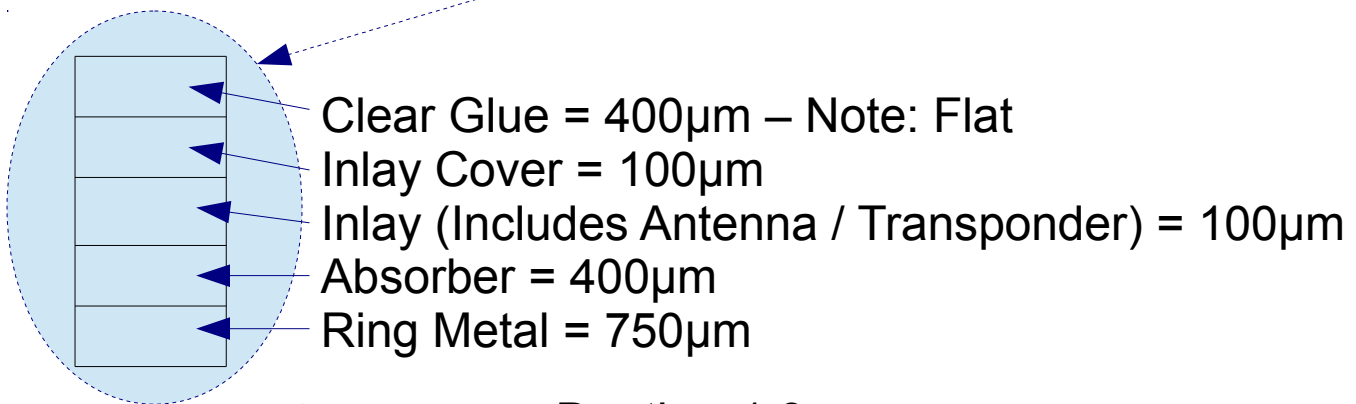 Clear Glue = 400µm – Note: Flat
Inlay Cover = 100µm
Inlay (Includes Antenna / Transponder) = 100µm
Absorber = 400µm
Ring Metal = 750µm